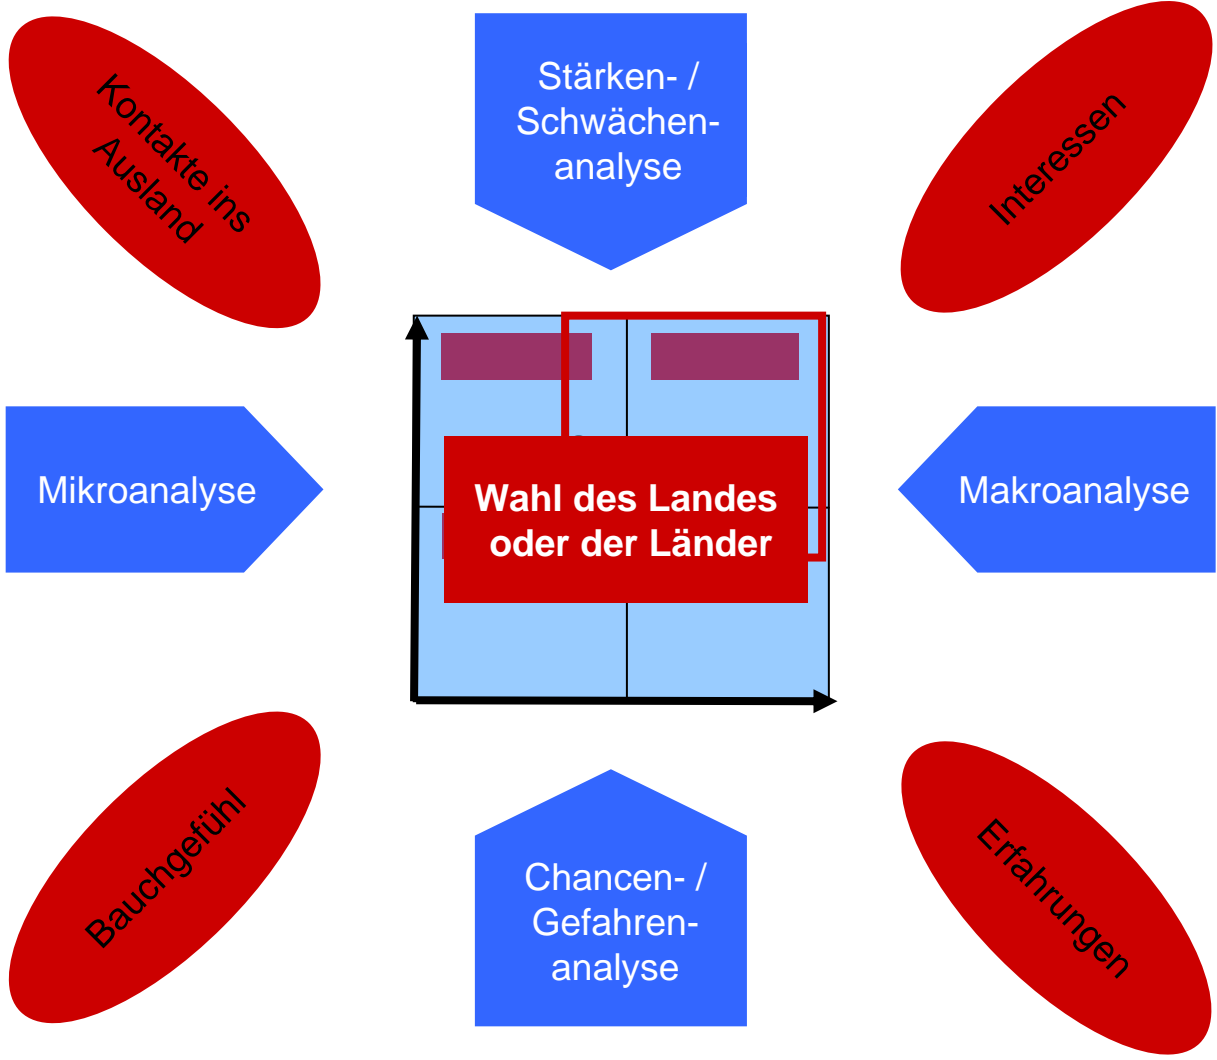 Kontakte ins
Ausland
Stärken- /
Schwächen-
analyse
Interessen
Mikroanalyse
Wahl des Landes
oder der Länder
Makroanalyse
Bauchgefühl
Chancen- /
Gefahren-
analyse
Erfahrungen